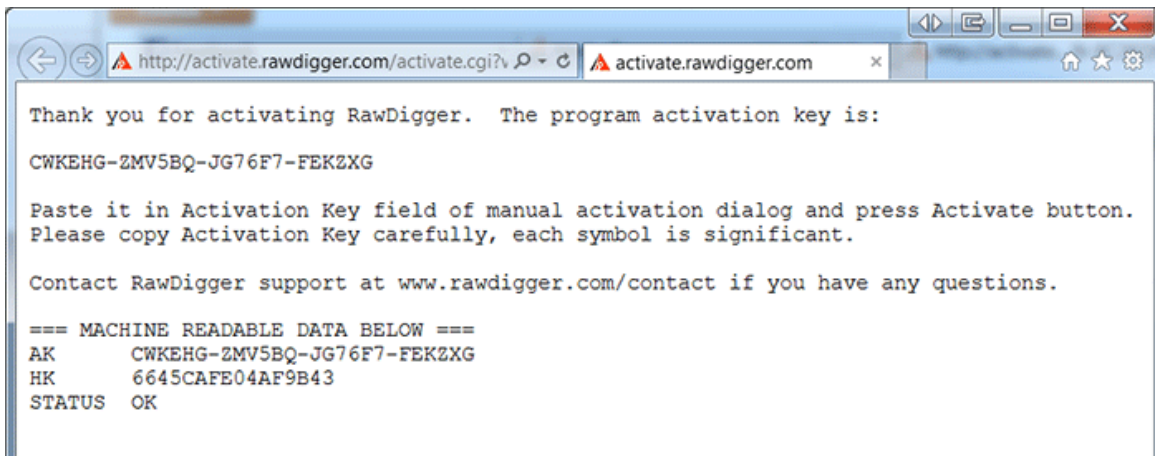 http://activate.rawdigger.com/activate.cgi?v
activate.rawdigger.com
Thank you for activating RawDigger.  The program activation key is:
CWKEHG-ZMV5BQ-JG76F7-FEKZXG
Paste it in Activation Key field of manual activation dialog and press Activate button.
Please copy Activation Key carefully, each symbol is significant.
Contact RawDigger support at www.rawdigger.com/contact if you have any questions.
=== MACHINE READABLE DATA BELOW ===
AK CWKEHG-ZMV5BQ-JG76F7-FEKZXG
HK 6645CAFE04AF9B43
STATUS OK